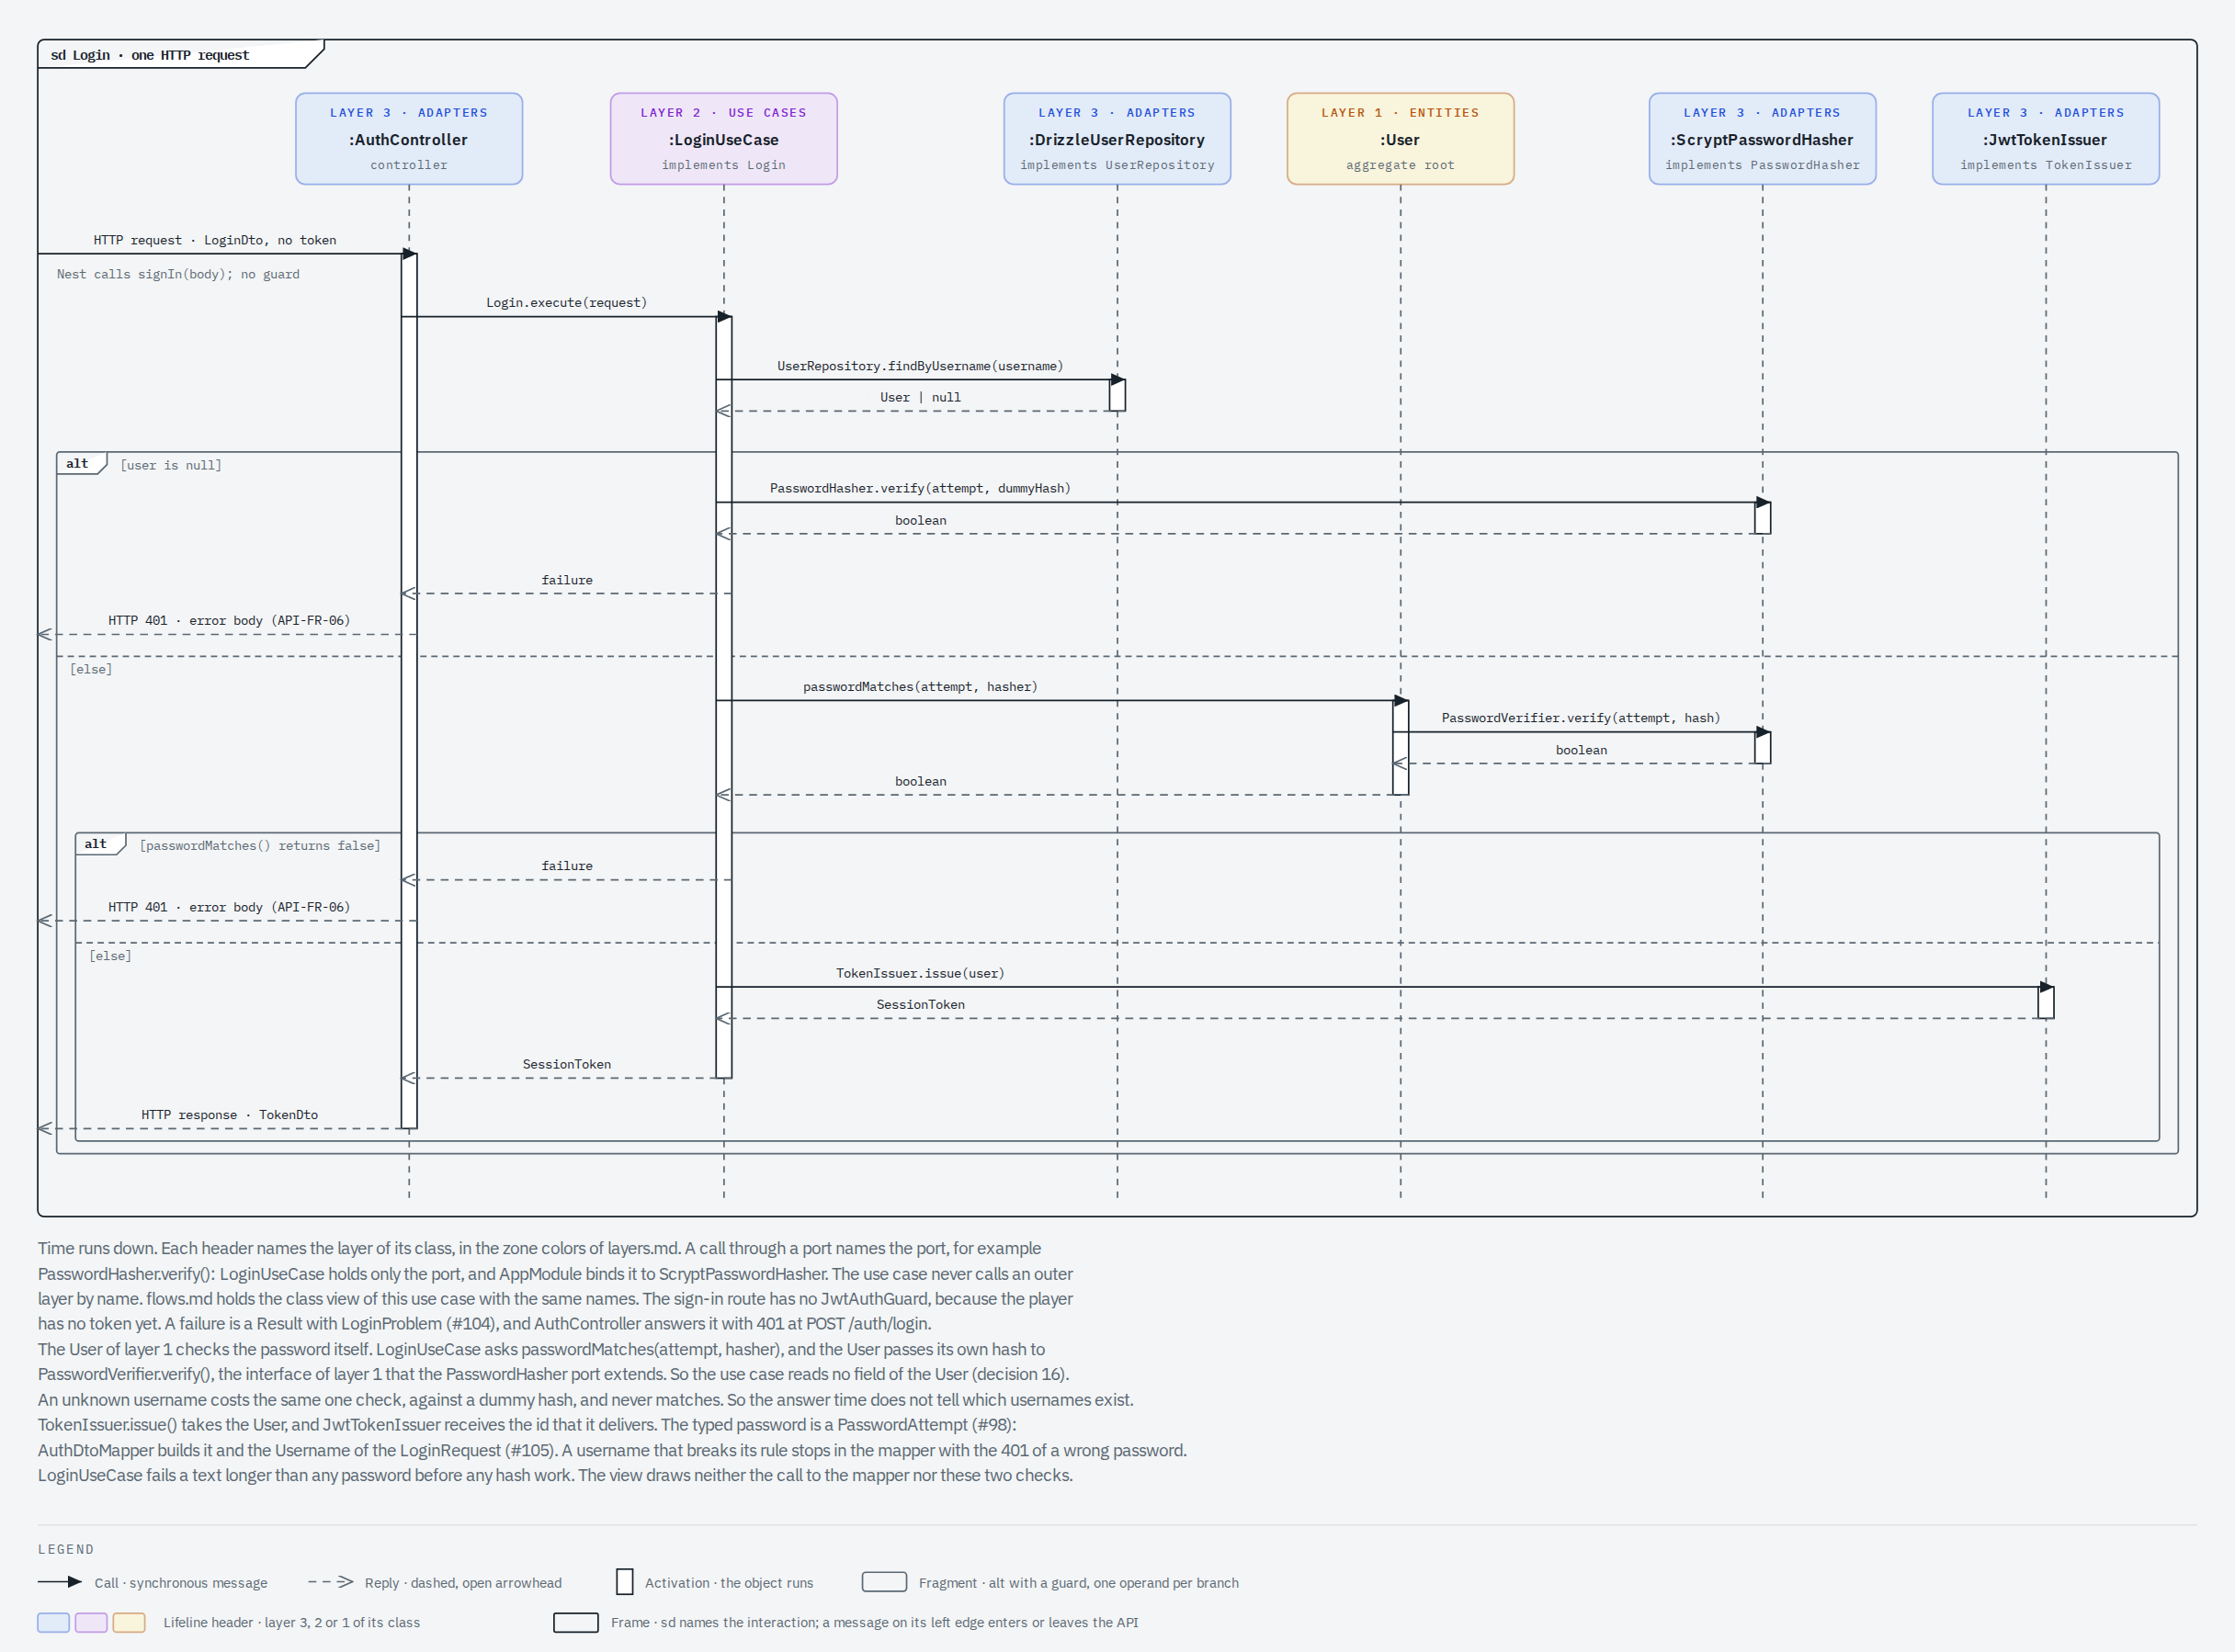 sd Login · one HTTP request
LAYER 3 · ADAPTERS
:AuthController
controller
LAYER 2 · USE CASES
:LoginUseCase
implements Login
LAYER 3 · ADAPTERS
:DrizzleUserRepository
implements UserRepository
LAYER 1 · ENTITIES
:User
aggregate root
LAYER 3 · ADAPTERS
:ScryptPasswordHasher
implements PasswordHasher
LAYER 3 · ADAPTERS
:JwtTokenIssuer
implements TokenIssuer
HTTP request · LoginDto, no token
Nest calls signIn(body); no guard
Login.execute(request)
UserRepository.findByUsername(username)
User | null
alt [user is null]
PasswordHasher.verify(attempt, dummyHash)
boolean
failure
HTTP 401 · error body (API-FR-06)
[else]
passwordMatches(attempt, hasher)
PasswordVerifier.verify(attempt, hash)
boolean
boolean
alt [passwordMatches() returns false]
failure
HTTP 401 · error body (API-FR-06)
[else]
TokenIssuer.issue(user)
SessionToken
SessionToken
HTTP response · TokenDto
Time runs down. Each header names the layer of its class, in the zone colors of layers.md. A call through a port names the port, for example
PasswordHasher.verify(): LoginUseCase holds only the port, and AppModule binds it to ScryptPasswordHasher. The use case never calls an outer
layer by name. flows.md holds the class view of this use case with the same names. The sign-in route has no JwtAuthGuard, because the player
has no token yet. A failure is a Result with LoginProblem (#104), and AuthController answers it with 401 at POST /auth/login.
The User of layer 1 checks the password itself. LoginUseCase asks passwordMatches(attempt, hasher), and the User passes its own hash to
PasswordVerifier.verify(), the interface of layer 1 that the PasswordHasher port extends. So the use case reads no field of the User (decision 16).
An unknown username costs the same one check, against a dummy hash, and never matches. So the answer time does not tell which usernames exist.
TokenIssuer.issue() takes the User, and JwtTokenIssuer receives the id that it delivers. The typed password is a PasswordAttempt (#98):
AuthDtoMapper builds it and the Username of the LoginRequest (#105). A username that breaks its rule stops in the mapper with the 401 of a wrong password.
LoginUseCase fails a text longer than any password before any hash work. The view draws neither the call to the mapper nor these two checks.
LEGEND
Call · synchronous message
Reply · dashed, open arrowhead
Activation · the object runs
Fragment · alt with a guard, one operand per branch
Lifeline header · layer 3, 2 or 1 of its class
Frame · sd names the interaction; a message on its left edge enters or leaves the API